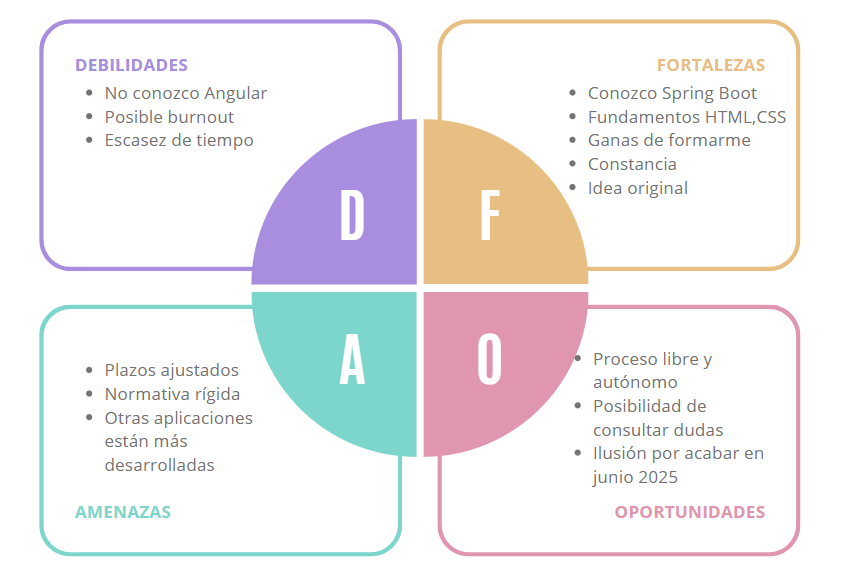 DEBILIDADES
No conozco Angular
Posible burnout
Escasez de tiempo
FORTALEZAS
Conozco Spring Boot
Fundamentos HTML,CSS
Ganas de formarme
Constancia
Idea original
D
F
A
O
Plazos ajustados
Normativa rígida
Otras aplicaciones
están más
desarrolladas
AMENAZAS
Proceso libre y
autónomo
Posibilidad de
consultar dudas
Ilusión por acabar en
junio 2025
OPORTUNIDADES